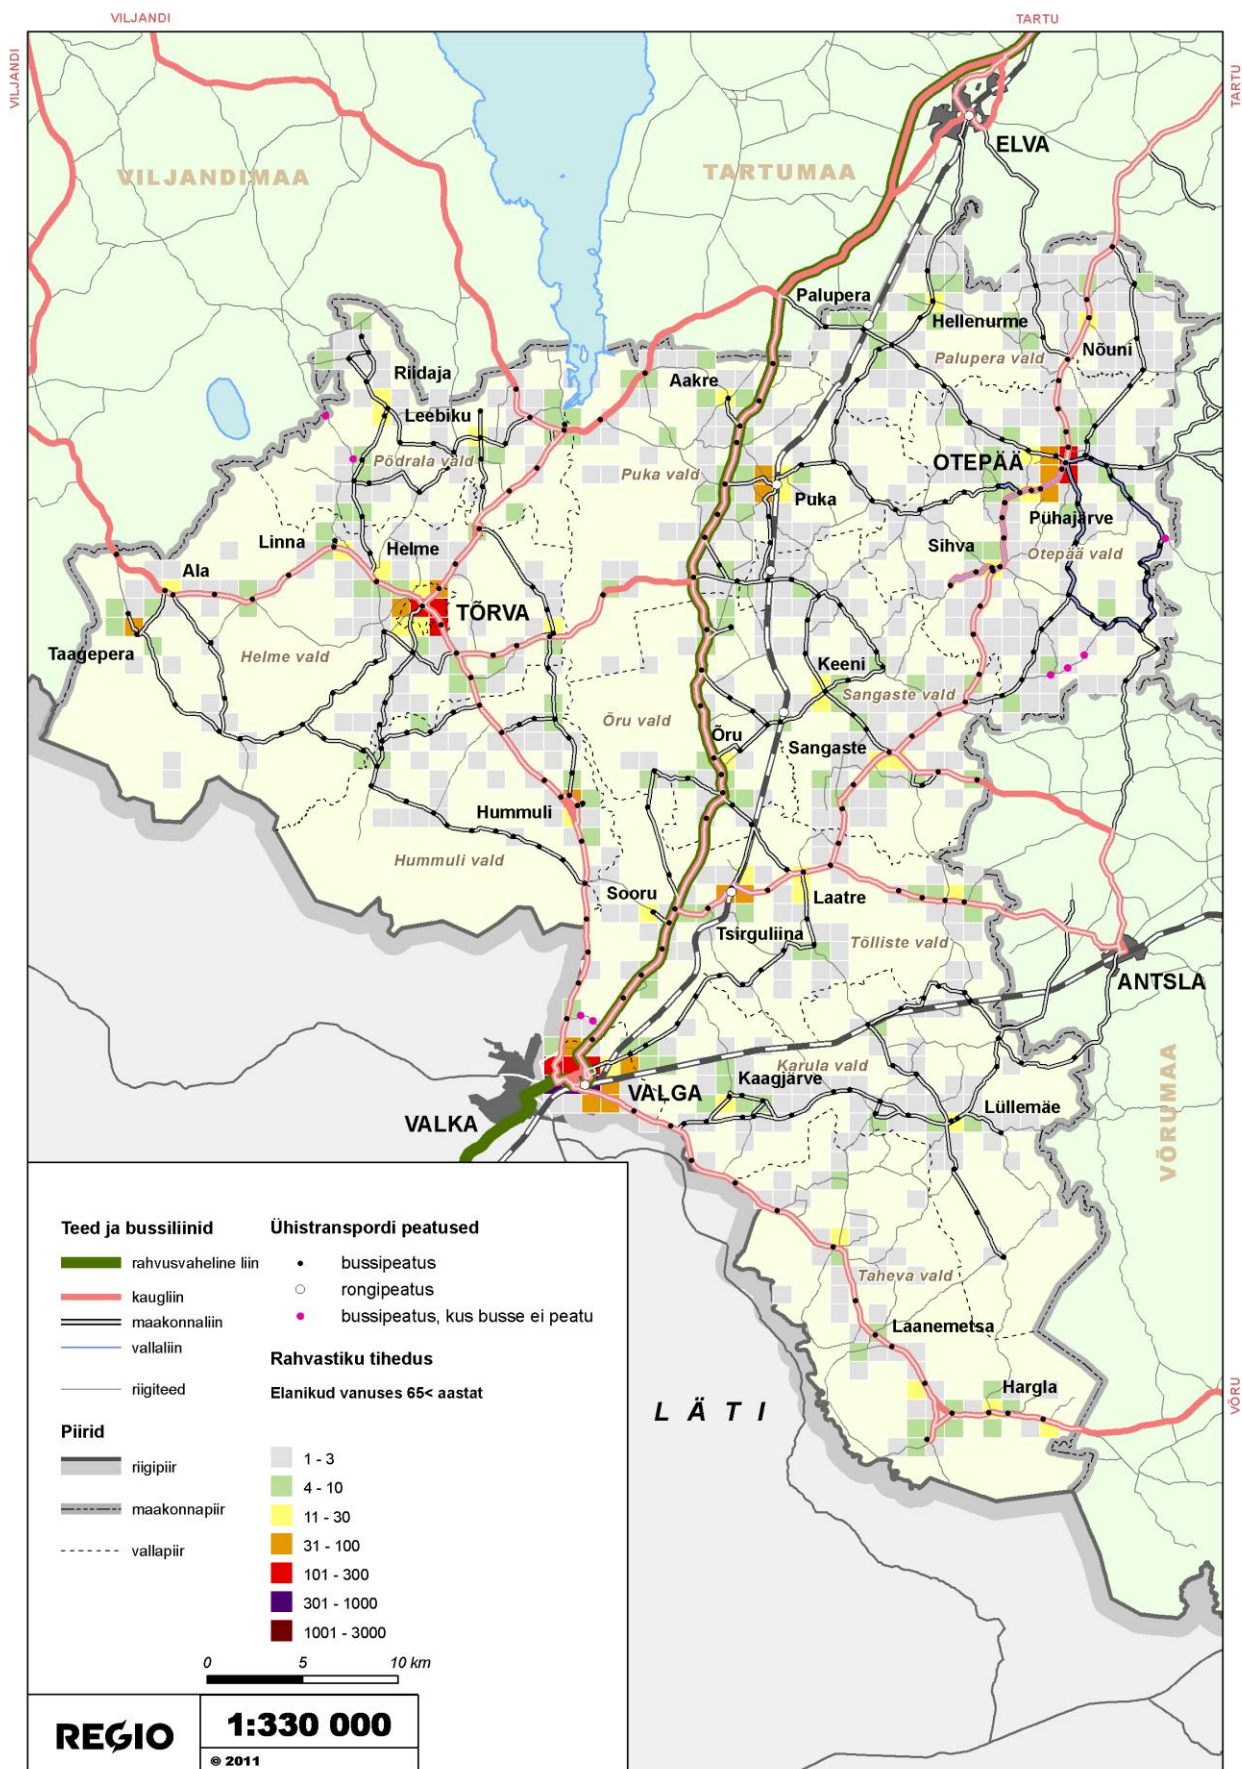 VILJANDI
TARTU
VILJANDI
TARTU
ELVA
VILJANDIMAA
TARTUMAA
Palupera
Hellenurme
Nõuni
Palupera vald
Riidaja
Aakre
Leebiku
Põdrala vald
Puka vald
OTEPÄÄ
Puka
Pühajärve
Linna
Helme
Sihva
Otepää vald
Ala
TÕRVA
Taagepera
Helme vald
Keeni
Sangaste vald
Õru vald
Õru
Sangaste
Hummuli
Hummuli vald
Sooru
Laatre
Tsirguliina
Tõlliste vald
ANTSLA
Karula vald
Kaagjärve
VALGA
VALKA
Lüllemäe
VÕRUMAA
Taheva vald
Laanemetsa
Hargla
VÕRU
LÄTI
Teed ja bussiliinid
rahvusvaheline liin
kaugliin
maakonnaliin
vallaliin
riigiteed
Piirid
riigipiir
maakonnapiir
vallapiir
Ühistranspordi peatused
bussipeatus
rongipeatus
bussipeatus, kus busse ei peatu
Rahvastiku tihedus
Elanikud vanuses 65< aastat
1 - 3
4 - 10
11 - 30
31 - 100
101 - 300
301 - 1000
1001 - 3000
0 5 10 km
REGIO
1:330 000
© 2011